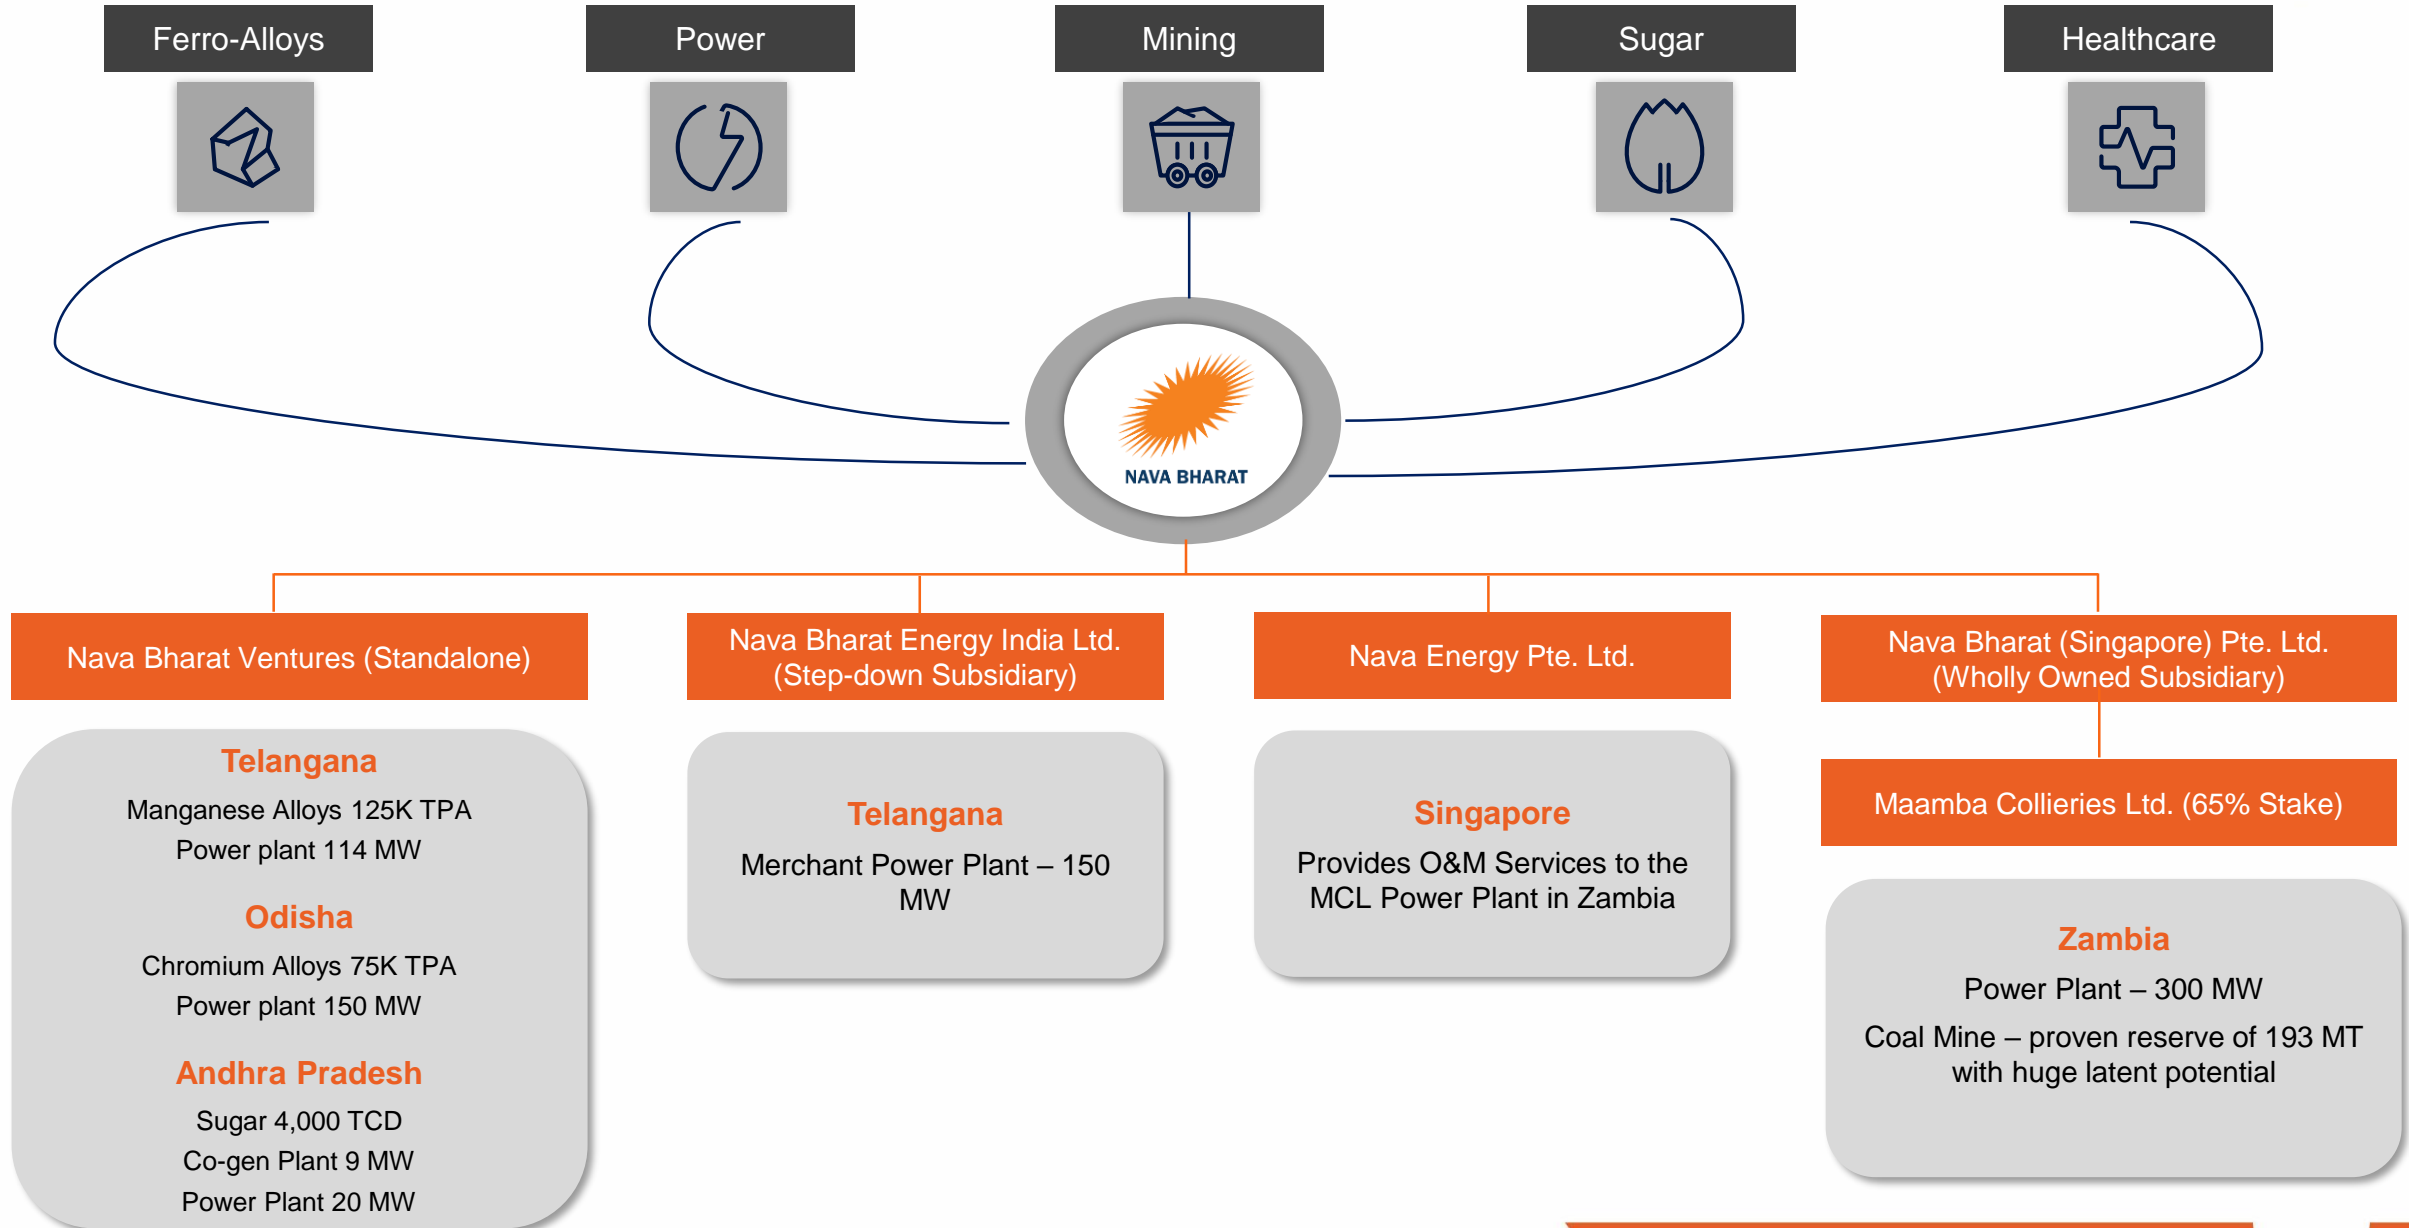 Ferro-Alloys
Power
Mining
Sugar
Healthcare
NAVA BHARAT
Nava Bharat Ventures (Standalone)
Telangana
Manganese Alloys 125K TPA
Power plant 114 MW
Odisha
Chromium Alloys 75K TPA
Power plant 150 MW
Andhra Pradesh
Sugar 4,000 TCD
Co-gen Plant 9 MW
Power Plant 20 MW
Nava Bharat Energy India Ltd.
(Step-down Subsidiary)
Telangana
Merchant Power Plant – 150
MW
Nava Energy Pte. Ltd.
Singapore
Provides O&M Services to the
MCL Power Plant in Zambia
Nava Bharat (Singapore) Pte. Ltd.
(Wholly Owned Subsidiary)
Maamba Collieries Ltd. (65% Stake)
Zambia
Power Plant – 300 MW
Coal Mine – proven reserve of 193 MT
with huge latent potential